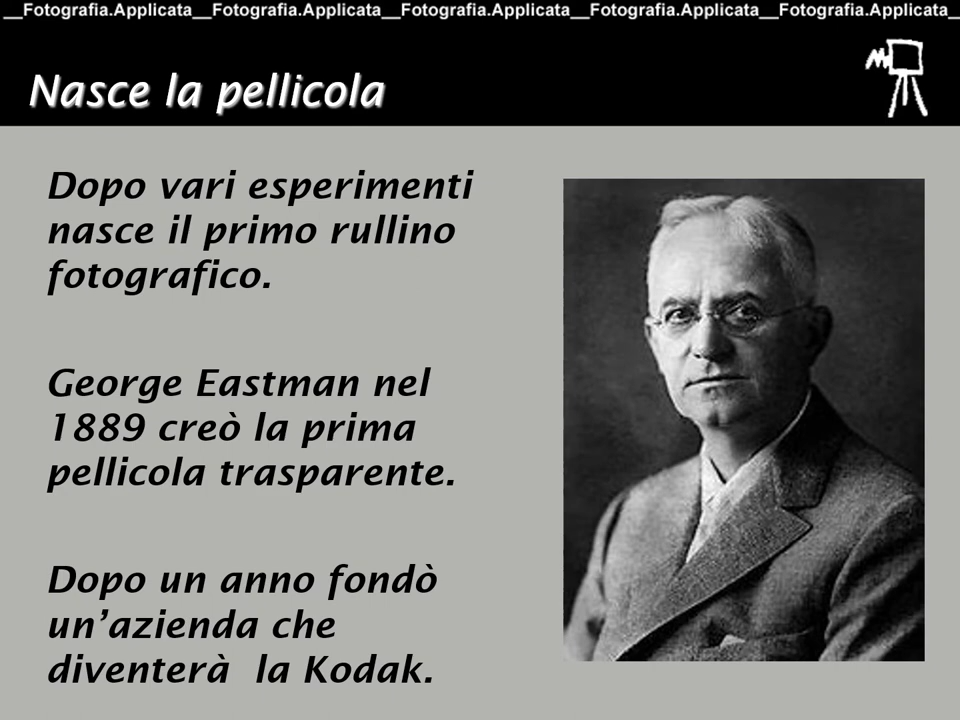 __Fotografia.Applicata__Fotografia.Applicata__Fotografia.Applicata__Fotografia.Applicata__Fotografia.Applicata__
Nasce la pellicola
Dopo vari esperimenti
nasce il primo rullino
fotografico.
George Eastman nel
1889 creò la prima
pellicola trasparente.
Dopo un anno fondò
un’azienda che
diventerà  la Kodak.